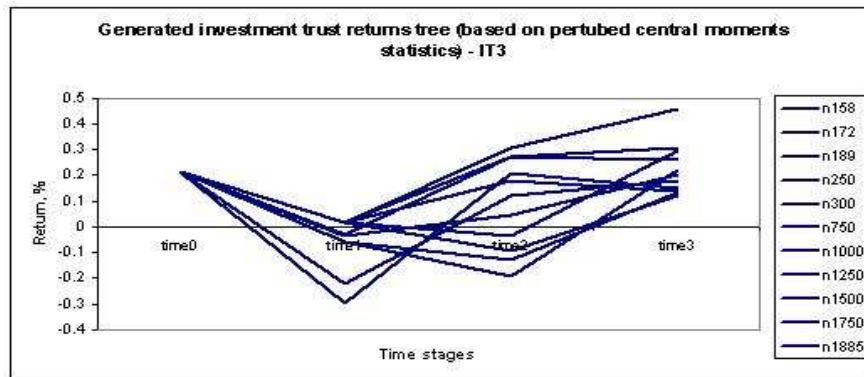 Generated investment trust returns tree (based on pertubed central moments
statistics) - IT3
0.5
0.4
0.3
0.2
0.1
0
-0.1
-0.2
-0.3
-0.4
Return, %
time0
time1
time2
time3
Time stages
n158
n172
n189
n250
n300
n750
n1000
n1250
n1500
n1750
n1885